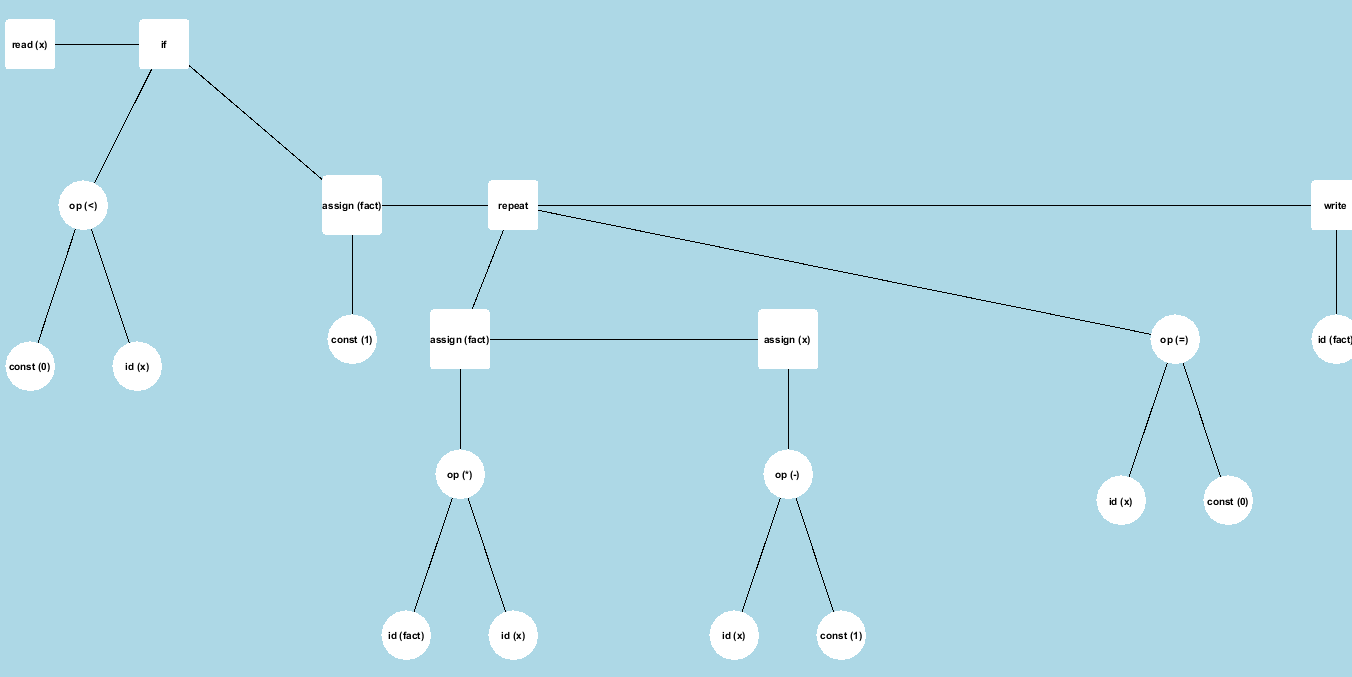 read (x)
if
op (<)
assign (fact)
repeat
write
const (0)
id (x)
const (1)
assign (fact)
assign (x)
op (=)
id (fact)
op (*)
op (-)
id (x)
const (0)
id (fact)
id (x)
id (x)
const (1)